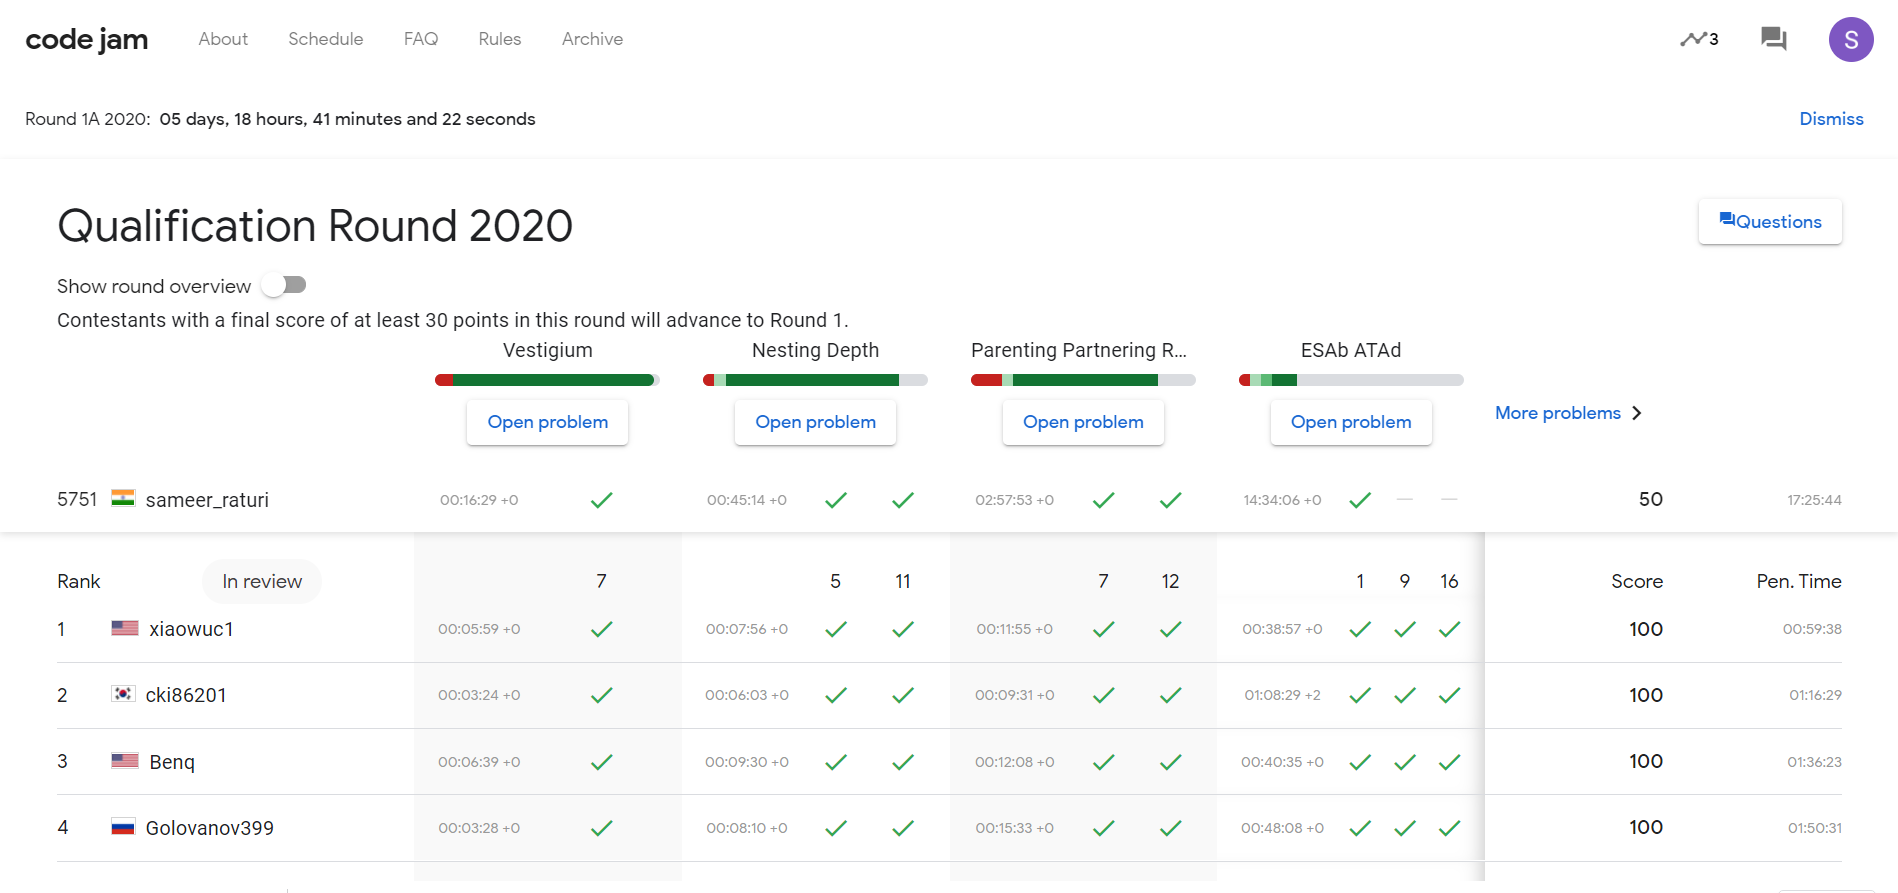 code jam About Schedule FAQ Rules Archive 3 S
Round 1A 2020: 05 days, 18 hours, 41 minutes and 22 seconds Dismiss
Qualification Round 2020 Questions
Show round overview
Contestants with a final score of at least 30 points in this round will advance to Round 1.
Vestigium Nesting Depth Parenting Partnering R... ESAb ATAd
Open problem Open problem Open problem Open problem More problems
5751 sameer_raturi 00:16:29 +0 00:45:14 +0 02:57:53 +0 14:34:06 +0 50 17:25:44
Rank In review 7 5 11 7 12 1 9 16 Score Pen. Time
1 xiaowuc1 00:05:59 +0 00:07:56 +0 00:11:55 +0 00:38:57 +0 100 00:59:38
2 cki86201 00:03:24 +0 00:06:03 +0 00:09:31 +0 01:08:29 +2 100 01:16:29
3 Benq 00:06:39 +0 00:09:30 +0 00:12:08 +0 00:40:35 +0 100 01:36:23
4 Golovanov399 00:03:28 +0 00:08:10 +0 00:15:33 +0 00:48:08 +0 100 01:50:31